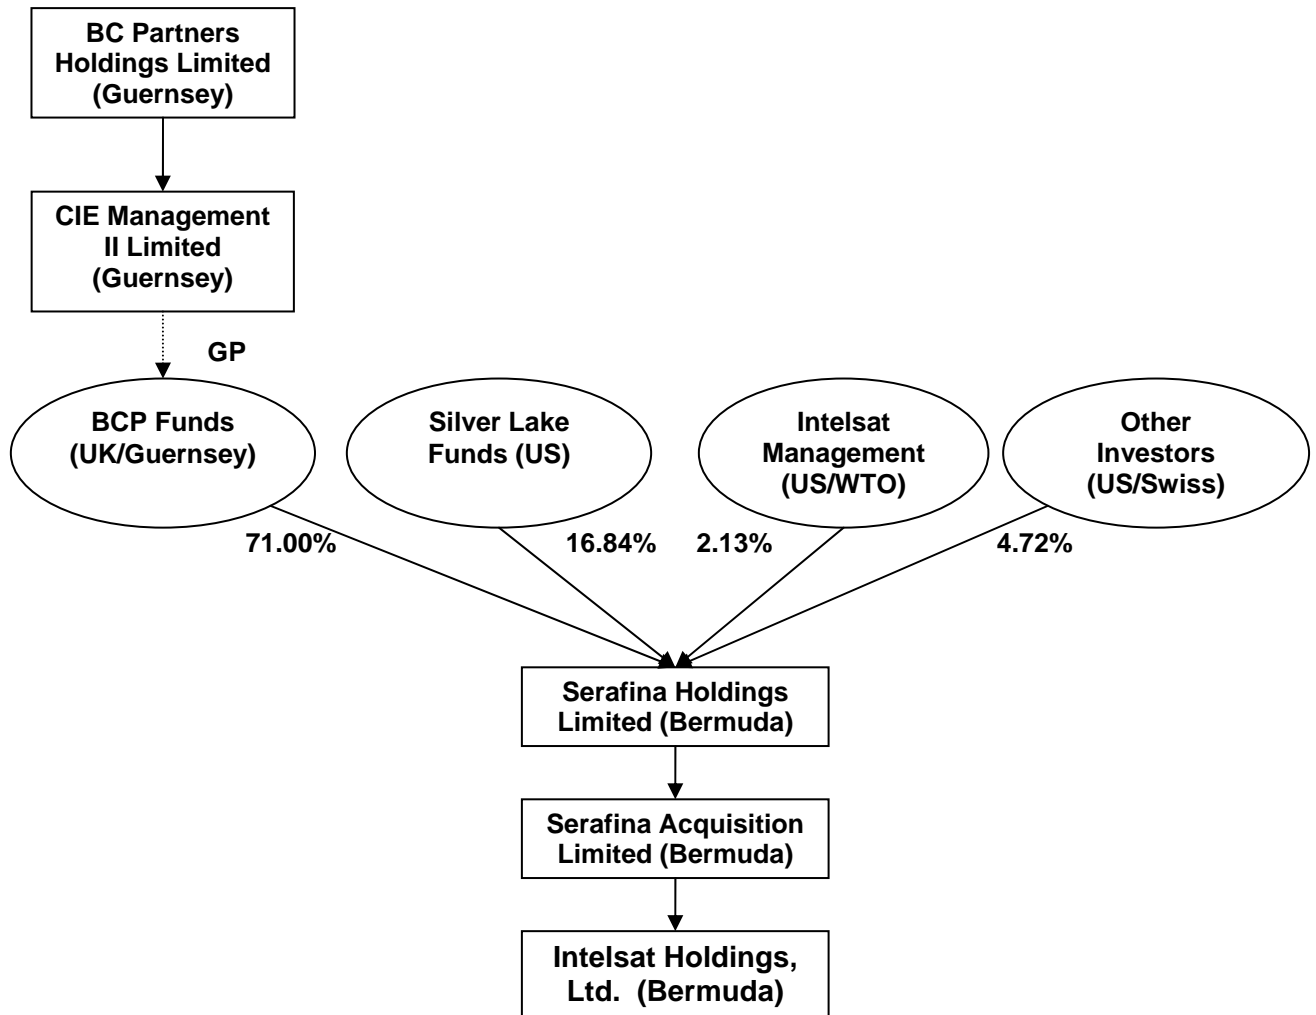 BC Partners
Holdings Limited
(Guernsey)
CIE Management
II Limited
(Guernsey)
GP
BCP Funds
(UK/Guernsey)
Silver Lake
Funds (US)
Intelsat
Management
(US/WTO)
Other
Investors
(US/Swiss)
71.00%
16.84%
2.13%
4.72%
Serafina Holdings
Limited (Bermuda)
Serafina Acquisition
Limited (Bermuda)
Intelsat Holdings,
Ltd. (Bermuda)